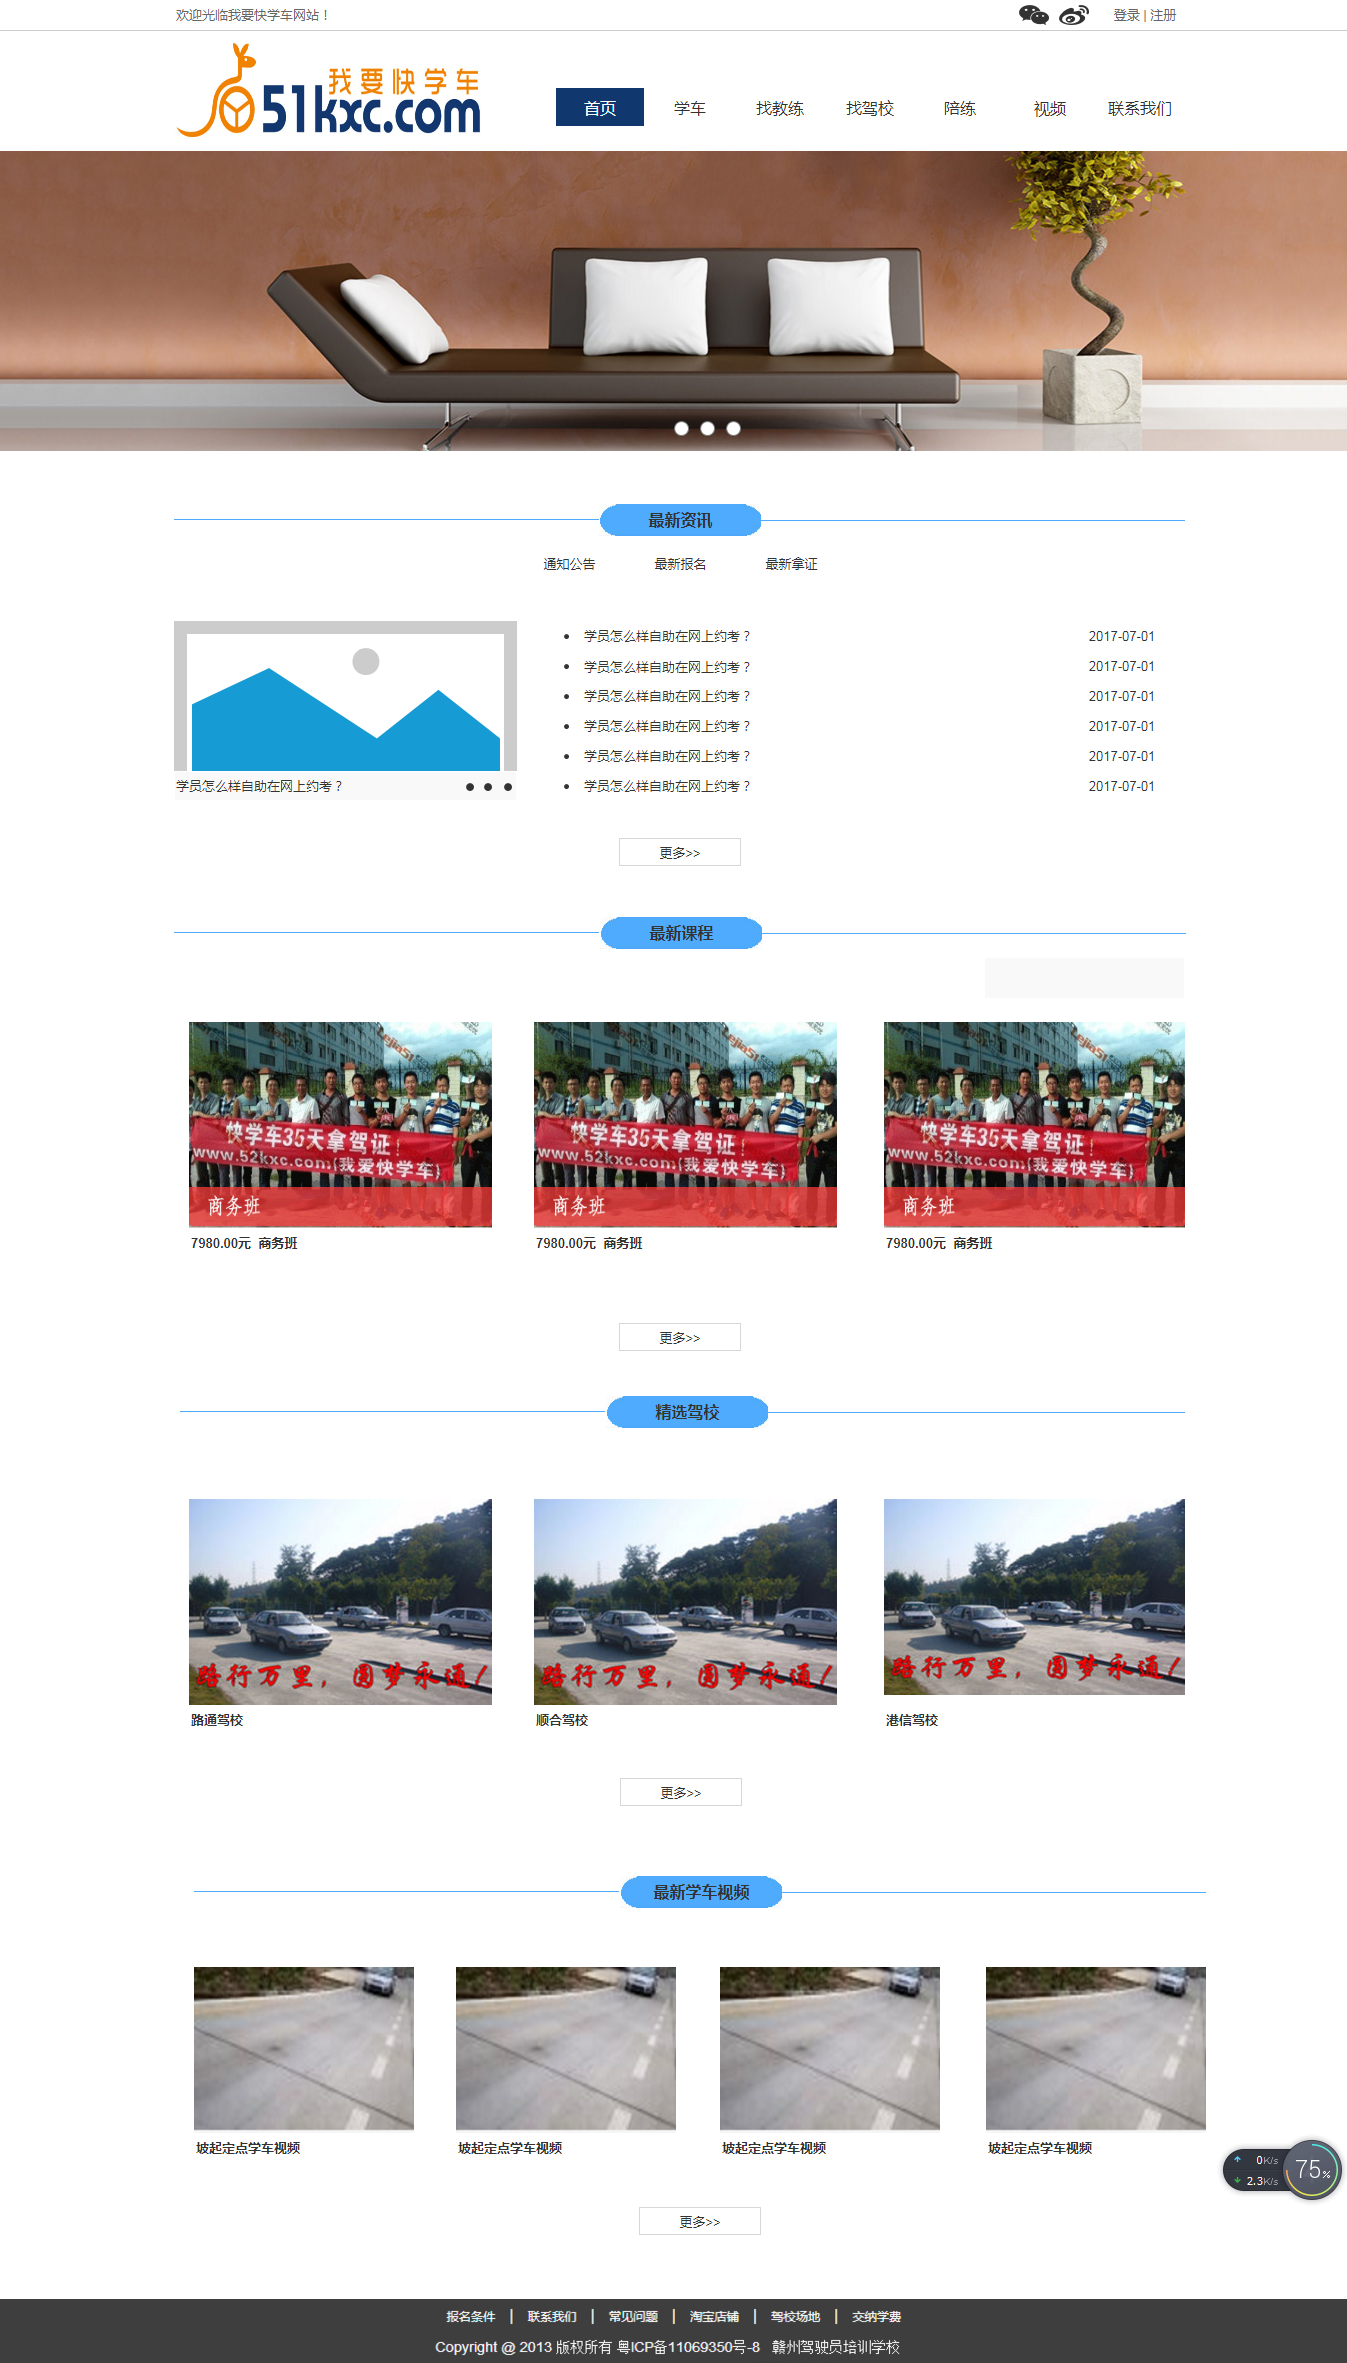 欢迎光临我要快学车网站！
登录 | 注册
我要快学车
51kxc.com
首页 学车 找教练 找驾校 陪练 视频 联系我们
最新资讯
通知公告 最新报名 最新拿证
学员怎么样自助在网上约考？ 2017-07-01
学员怎么样自助在网上约考？ 2017-07-01
学员怎么样自助在网上约考？ 2017-07-01
学员怎么样自助在网上约考？ 2017-07-01
学员怎么样自助在网上约考？ 2017-07-01
学员怎么样自助在网上约考？ 2017-07-01
学员怎么样自助在网上约考？
更多>>
最新课程
快学车35天拿驾证！
www.52kxc.com(我爱快学车)
商务班
7980.00元 商务班
快学车35天拿驾证！
www.52kxc.com(我爱快学车)
商务班
7980.00元 商务班
快学车35天拿驾证！
www.52kxc.com(我爱快学车)
商务班
7980.00元 商务班
更多>>
精选驾校
路行万里，圆梦永通！
路通驾校
路行万里，圆梦永通！
顺合驾校
路行万里，圆梦永通！
港信驾校
更多>>
最新学车视频
坡起定点学车视频 坡起定点学车视频 坡起定点学车视频 坡起定点学车视频
0K/s
2.3K/s
75%
更多>>
报名条件 | 联系我们 | 常见问题 | 淘宝店铺 | 驾校场地 | 交纳学费
Copyright @ 2013 版权所有 粤ICP备11069350号-8 赣州驾驶员培训学校